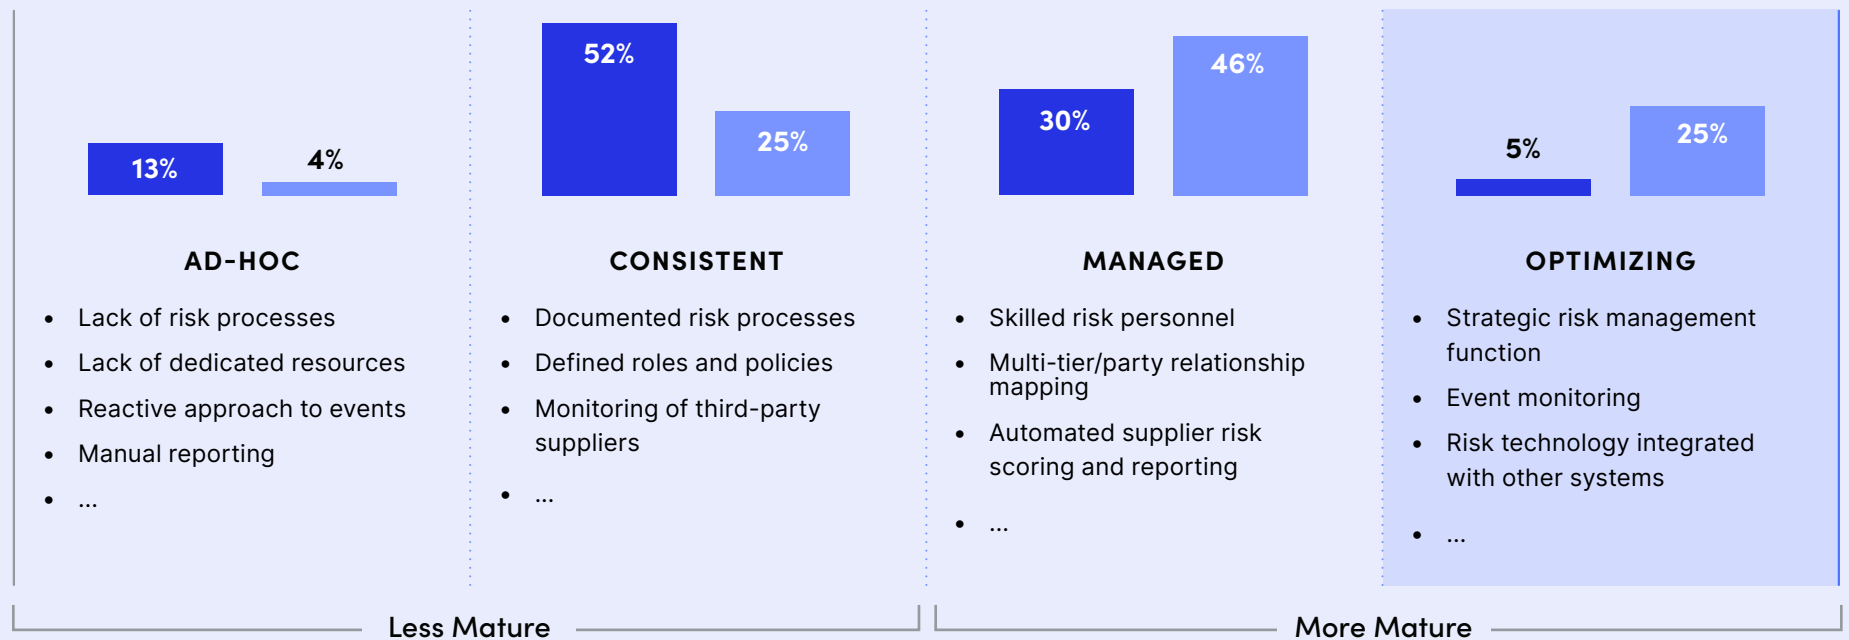 13%
4%
AD-HOC
• Lack of risk processes
• Lack of dedicated resources
• Reactive approach to events
• Manual reporting
• ...
52%
25%
CONSISTENT
• Documented risk processes
• Defined roles and policies
• Monitoring of third-party
suppliers
• ...
30%
46%
MANAGED
• Skilled risk personnel
• Multi-tier/party relationship
mapping
• Automated supplier risk
scoring and reporting
• ...
5%
25%
OPTIMIZING
• Strategic risk management
function
• Event monitoring
• Risk technology integrated
with other systems
• ...
Less Mature
More Mature